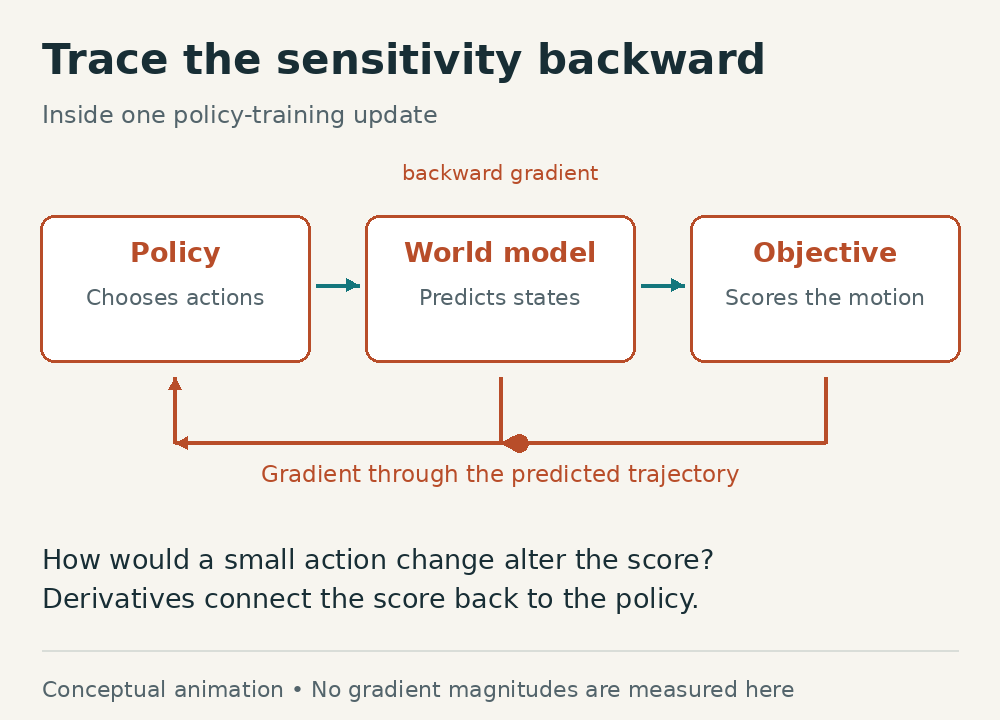 Trace the sensitivity backward
Inside one policy-training update
backward gradient
Policy
Chooses actions
World model
Predicts states
Objective
Scores the motion
Gradient through the predicted trajectory
How would a small action change alter the score?
Derivatives connect the score back to the policy.
Conceptual animation • No gradient magnitudes are measured here